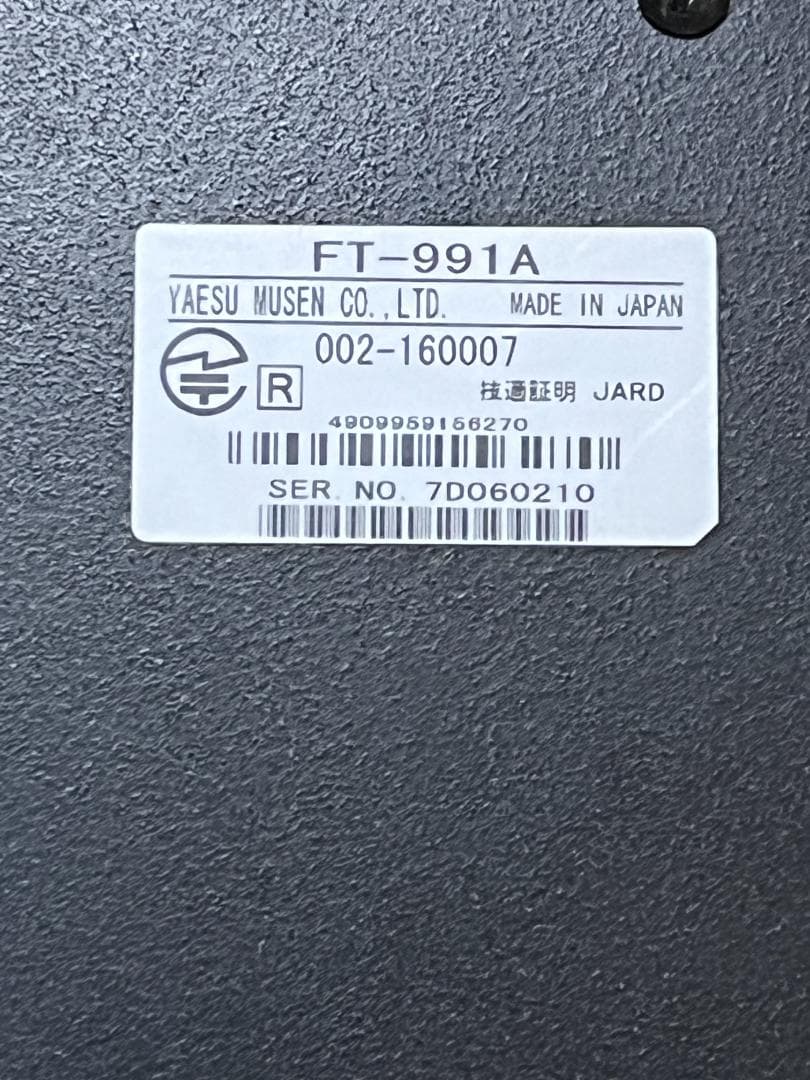 FT-991A
YAESU MUSEN CO.,LTD. MADE IN JAPAN
002-160007
R
技適証明 JARD
4909959156270
SER. NO. 7D060210